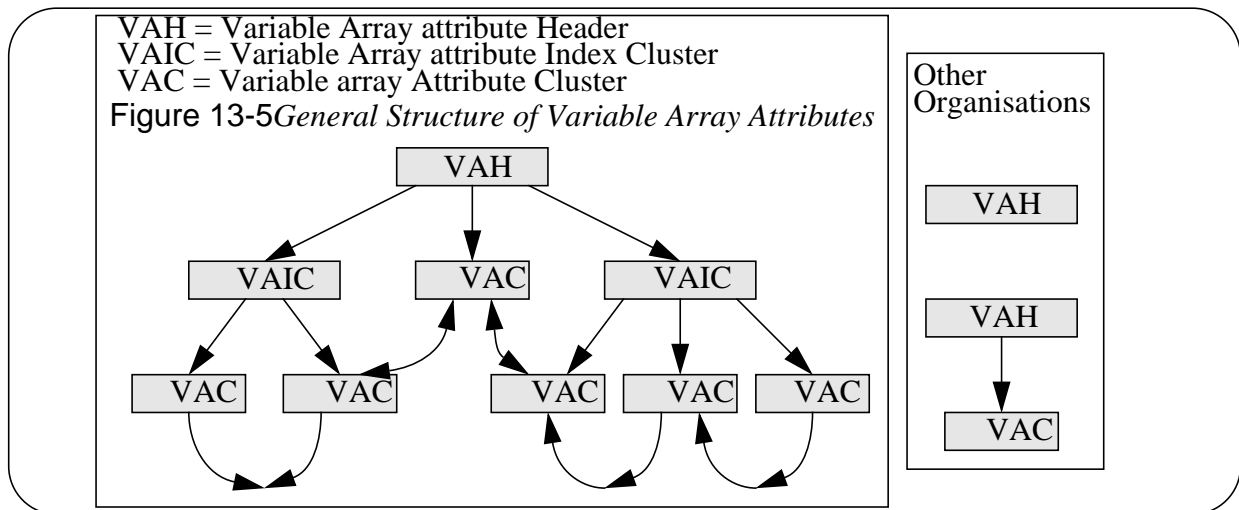 VAH = Variable Array attribute Header
VAIC = Variable Array attribute Index Cluster
VAC = Variable array Attribute Cluster
Figure 13-5General Structure of Variable Array Attributes
VAH
VAIC
VAC
VAIC
VAC
VAC
VAC
VAC
VAC
Other
Organisations
VAH
VAH
VAC